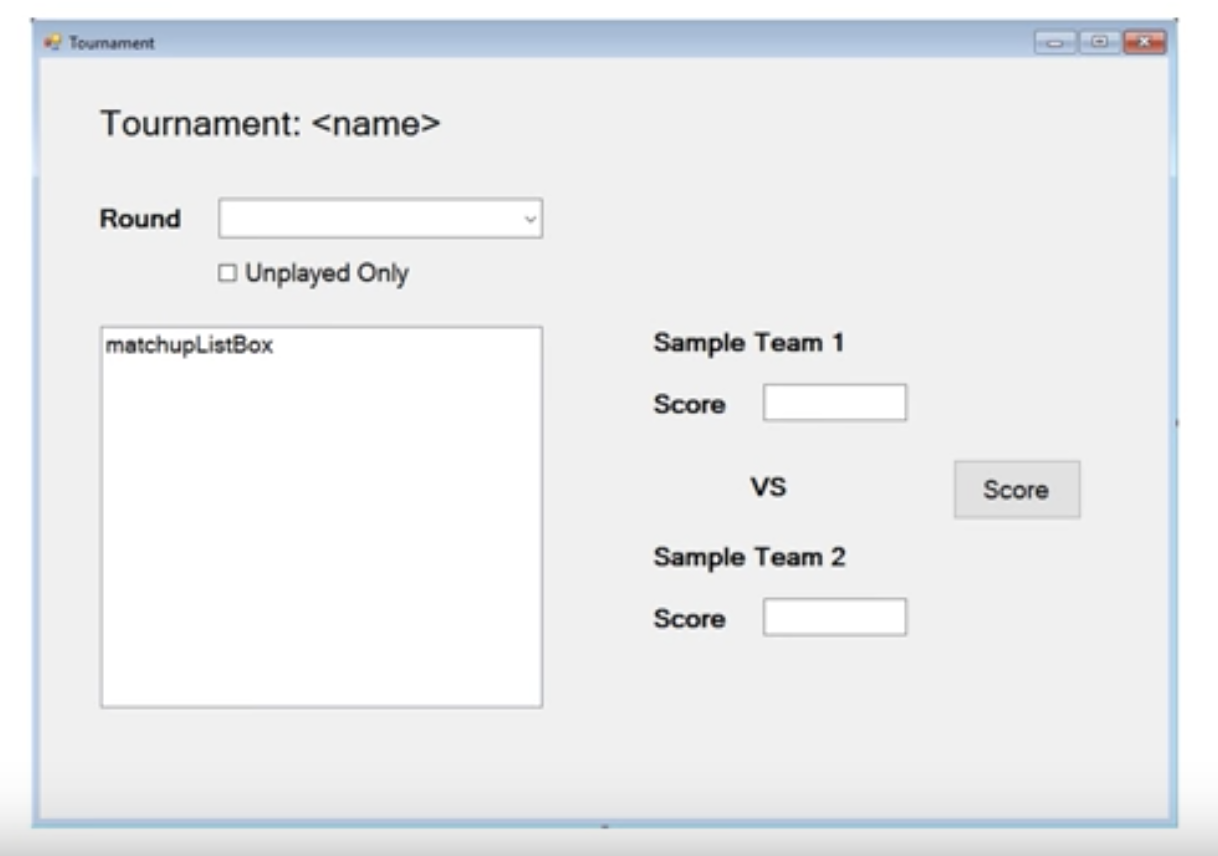 Tournament
Tournament: <name>
Round
Unplayed Only
matchupListBox
Sample Team 1
Score
VS
Score
Sample Team 2
Score